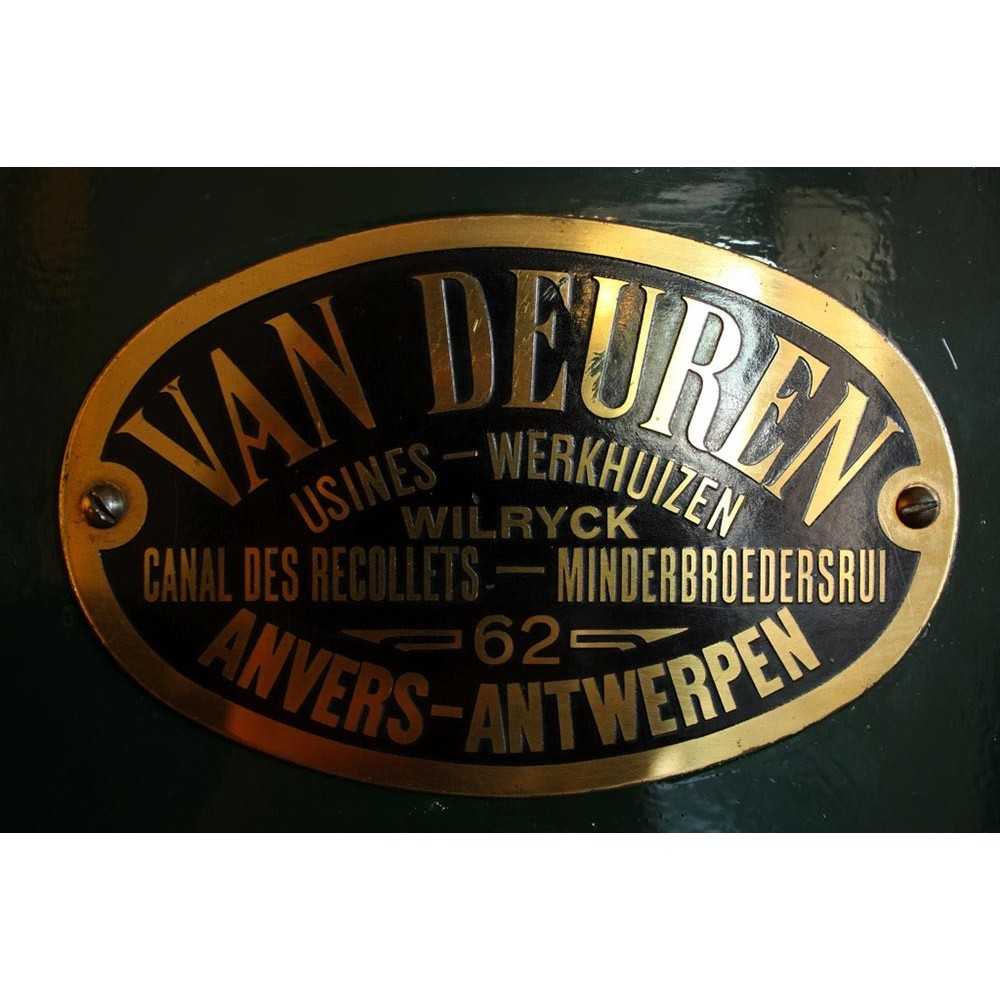 VAN DEUREN
USINES - WERKHUIZEN
WILRYCK
CANAL DES RECOLLETS - MINDERBROEDERSRUI
62
ANVERS-ANTWERPEN